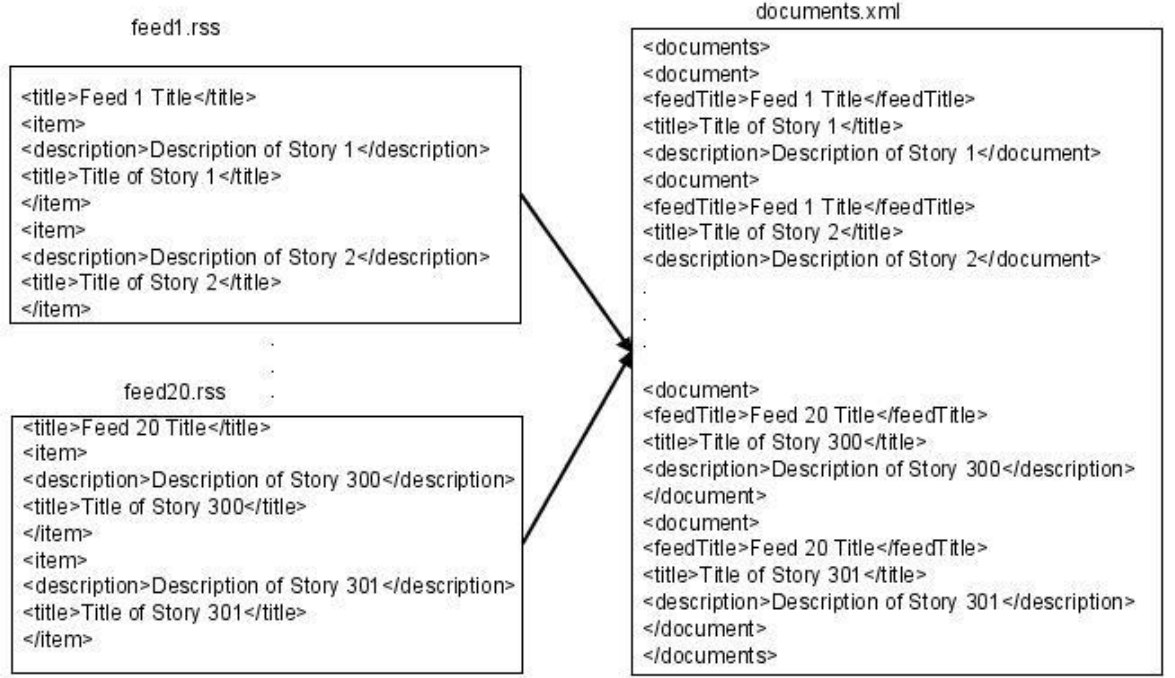 feed1.rss
<title>Feed 1 Title</title>
<item>
<description>Description of Story 1</description>
<title>Title of Story 1</title>
</item>
<item>
<description>Description of Story 2</description>
<title>Title of Story 2</title>
</item>
.
.
.
feed20.rss
<title>Feed 20 Title</title>
<item>
<description>Description of Story 300</description>
<title>Title of Story 300</title>
</item>
<item>
<description>Description of Story 301</description>
<title>Title of Story 301</title>
</item>
documents.xml
<documents>
<document>
<feedTitle>Feed 1 Title</feedTitle>
<title>Title of Story 1</title>
<description>Description of Story 1</document>
<document>
<feedTitle>Feed 1 Title</feedTitle>
<title>Title of Story 2</title>
<description>Description of Story 2</document>
.
.
.
<document>
<feedTitle>Feed 20 Title</feedTitle>
<title>Title of Story 300</title>
<description>Description of Story 300</description>
</document>
<document>
<feedTitle>Feed 20 Title</feedTitle>
<title>Title of Story 301</title>
<description>Description of Story 301</description>
</document>
</documents>